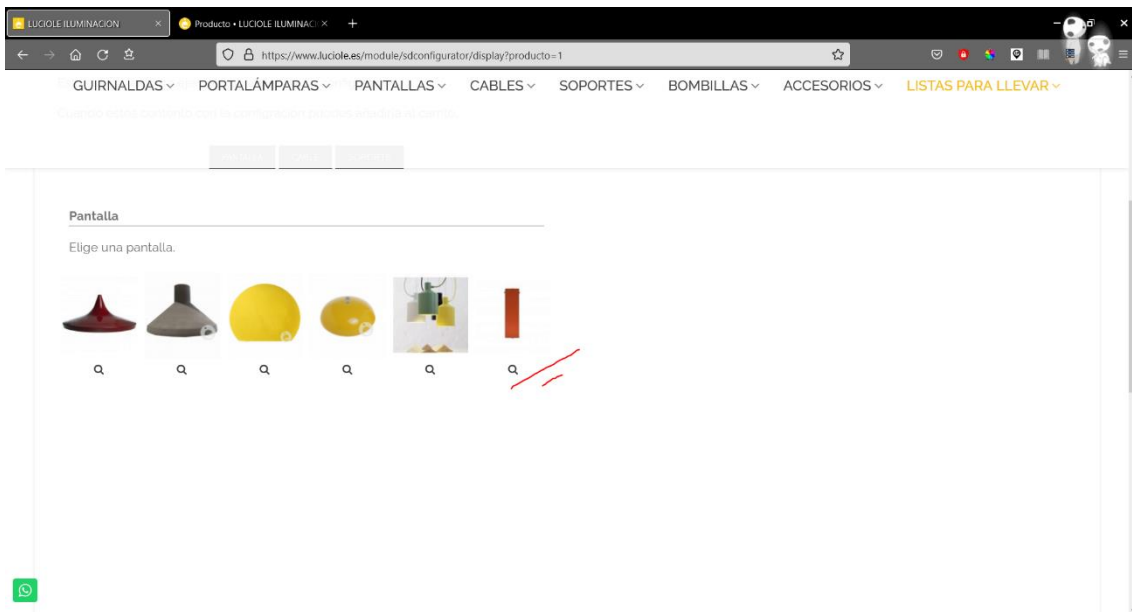 LUCIOLE ILUMINACION
Producto • LUCIOLE ILUMINACI
https://www.luciole.es/module/sdconfigurator/display?producto=1
GUIRNALDAS PORTALÁMPARAS PANTALLAS CABLES SOPORTES BOMBILLAS ACCESORIOS LISTAS PARA LLEVAR
Pantalla
Elige una pantalla.